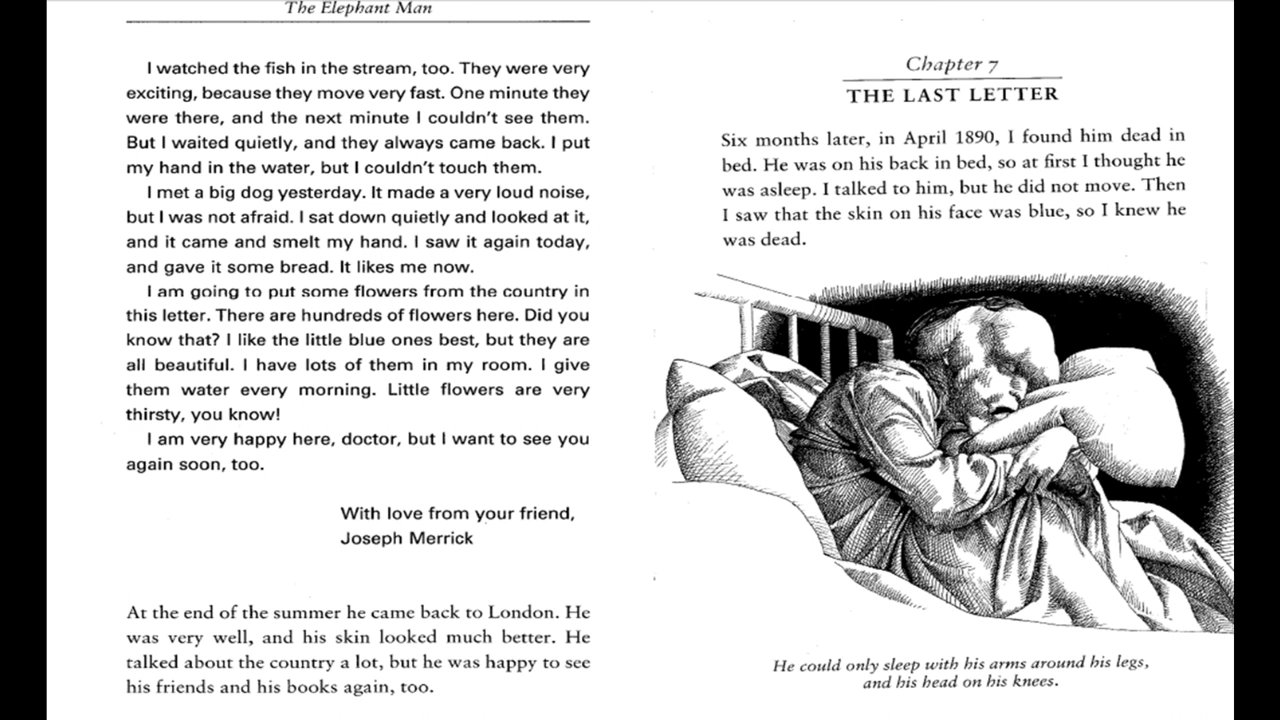 The Elephant Man
I watched the fish in the stream, too. They were very
exciting, because they move very fast. One minute they
were there, and the next minute I couldn't see them.
But I waited quietly, and they always came back. I put
my hand in the water, but I couldn't touch them.
I met a big dog yesterday. It made a very loud noise,
but I was not afraid. I sat down quietly and looked at it,
and it came and smelt my hand. I saw it again today,
and gave it some bread. It likes me now.
I am going to put some flowers from the country in
this letter. There are hundreds of flowers here. Did you
know that? I like the little blue ones best, but they are
all beautiful. I have lots of them in my room. I give
them water every morning. Little flowers are very
thirsty, you know!
I am very happy here, doctor, but I want to see you
again soon, too.
With love from your friend,
Joseph Merrick
At the end of the summer he came back to London. He
was very well, and his skin looked much better. He
talked about the country a lot, but he was happy to see
his friends and his books again, too.
Chapter 7
THE LAST LETTER
Six months later, in April 1890, I found him dead in
bed. He was on his back in bed, so at first I thought he
was asleep. I talked to him, but he did not move. Then
I saw that the skin on his face was blue, so I knew he
was dead.
He could only sleep with his arms around his legs,
and his head on his knees.